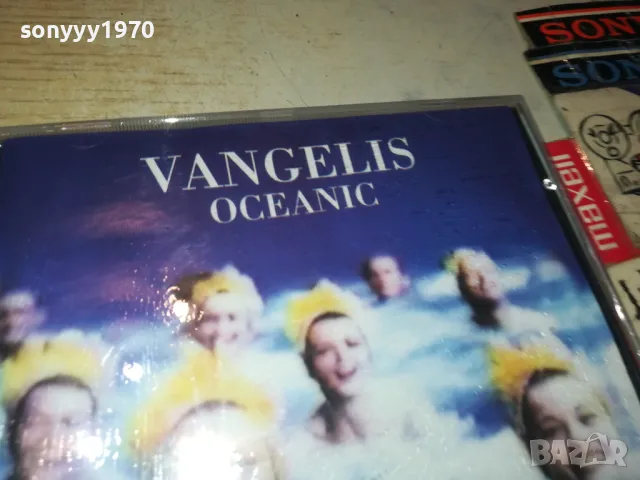 sonyyy1970
SON
SON
VANGELIS
OCEANIC
maxell
BAZAR